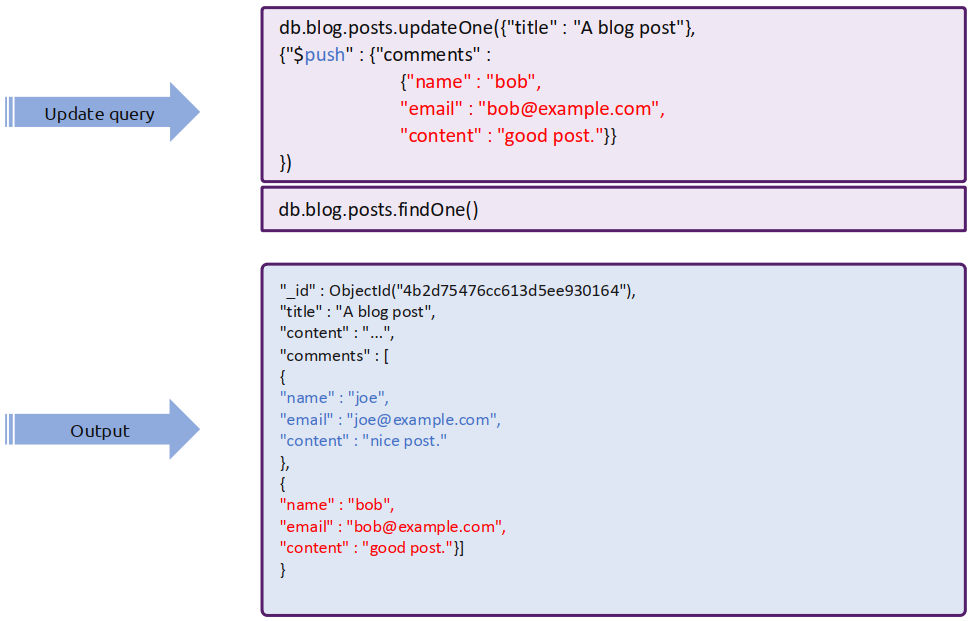 db.blog.posts.updateOne({"title" : "A blog post"},
{"$push" : {"comments" :
{"name" : "bob",
"email" : "bob@example.com",
"content" : "good post."}}
})
Update query
db.blog.posts.findOne()
"_id" : ObjectId("4b2d75476cc613d5ee930164"),
"title" : "A blog post",
"content" : "...",
"comments" : [
{
"name" : "joe",
"email" : "joe@example.com",
"content" : "nice post."
},
{
"name" : "bob",
"email" : "bob@example.com",
"content" : "good post."}]
}
Output